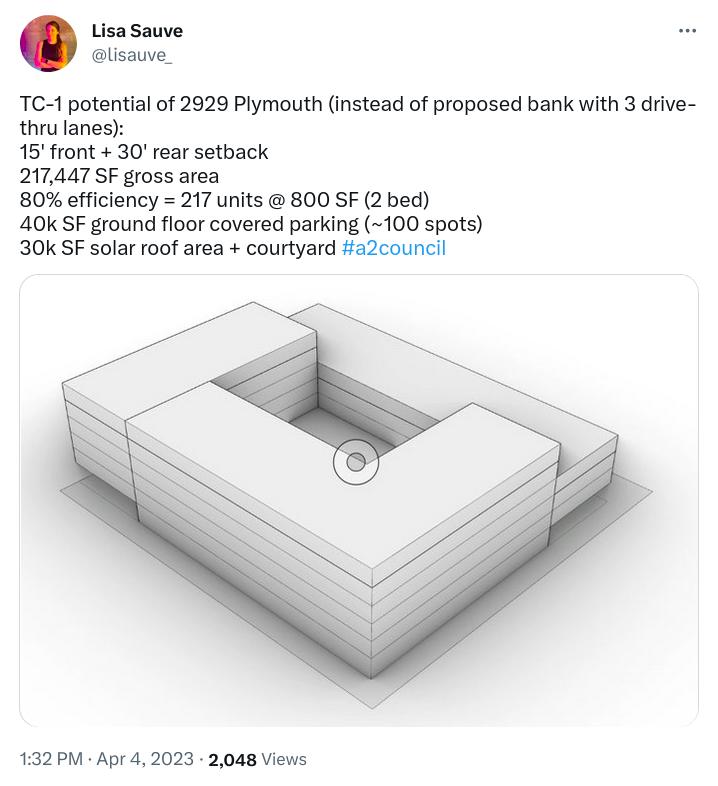 Lisa Sauve
@lisauve_
TC-1 potential of 2929 Plymouth (instead of proposed bank with 3 drive-
thru lanes):
15' front + 30' rear setback
217,447 SF gross area
80% efficiency = 217 units @ 800 SF (2 bed)
40k SF ground floor covered parking (~100 spots)
30k SF solar roof area + courtyard #a2council
1:32 PM · Apr 4, 2023 · 2,048 Views